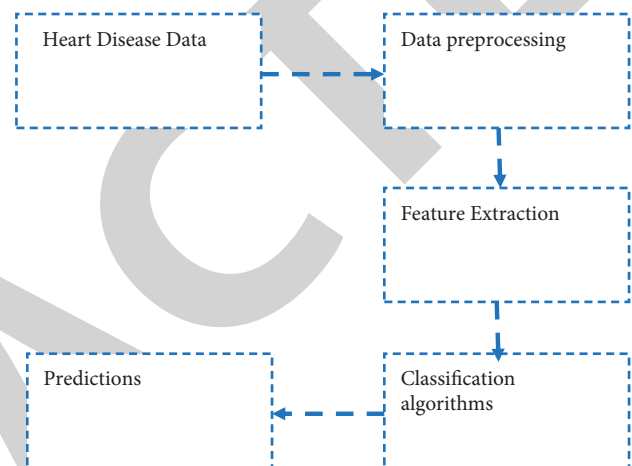 Heart Disease Data
Data preprocessing
Feature Extraction
Classification
algorithms
Predictions